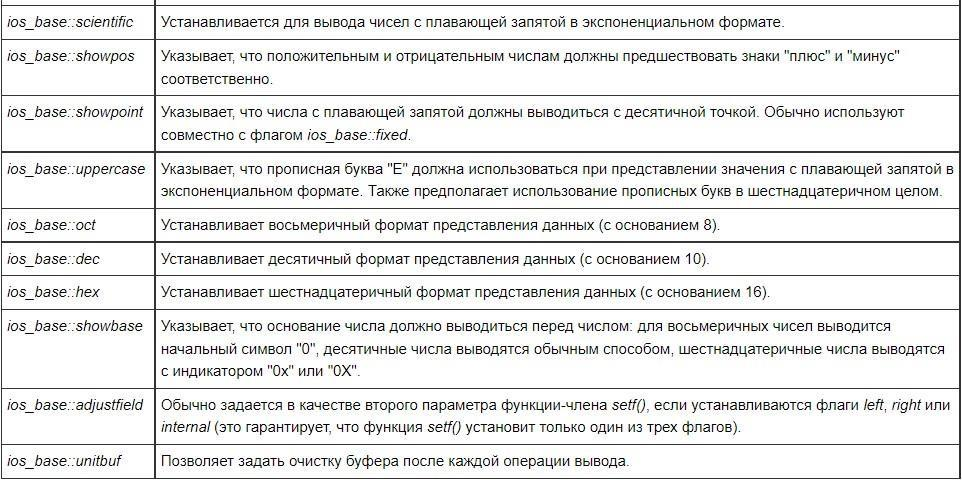 ios_base::scientific Устанавливается для вывода чисел с плавающей запятой в экспоненциальном формате.
ios_base::showpos Указывает, что положительным и отрицательным числам должны предшествовать знаки "плюс" и "минус"
соответственно.
ios_base::showpoint Указывает, что числа с плавающей запятой должны выводиться с десятичной точкой. Обычно используют
совместно с флагом ios_base::fixed.
ios_base::uppercase Указывает, что прописная буква "E" должна использоваться при представлении значения с плавающей запятой в
экспоненциальном формате. Также предполагает использование прописных букв в шестнадцатеричном целом.
ios_base::oct Устанавливает восьмеричный формат представления данных (с основанием 8).
ios_base::dec Устанавливает десятичный формат представления данных (с основанием 10).
ios_base::hex Устанавливает шестнадцатеричный формат представления данных (с основанием 16).
ios_base::showbase Указывает, что основание числа должно выводиться перед числом: для восьмеричных чисел выводится
начальный символ "0", десятичные числа выводятся обычным способом, шестнадцатеричные числа выводятся
с индикатором "0x" или "0X".
ios_base::adjustfield Обычно задается в качестве второго параметра функции-члена setf(), если устанавливаются флаги left, right или
internal (это гарантирует, что функция setf() установит только один из трех флагов).
ios_base::unitbuf Позволяет задать очистку буфера после каждой операции вывода.